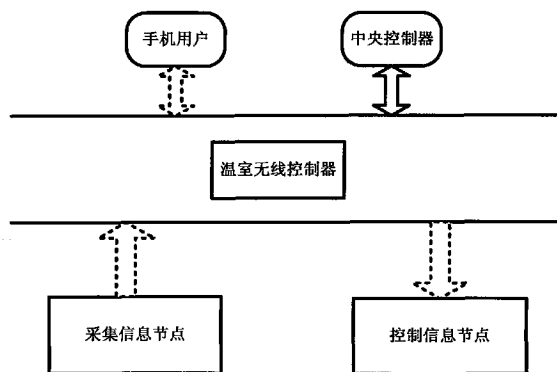 手机用户
中央控制器
温室无线控制器
采集信息节点
控制信息节点